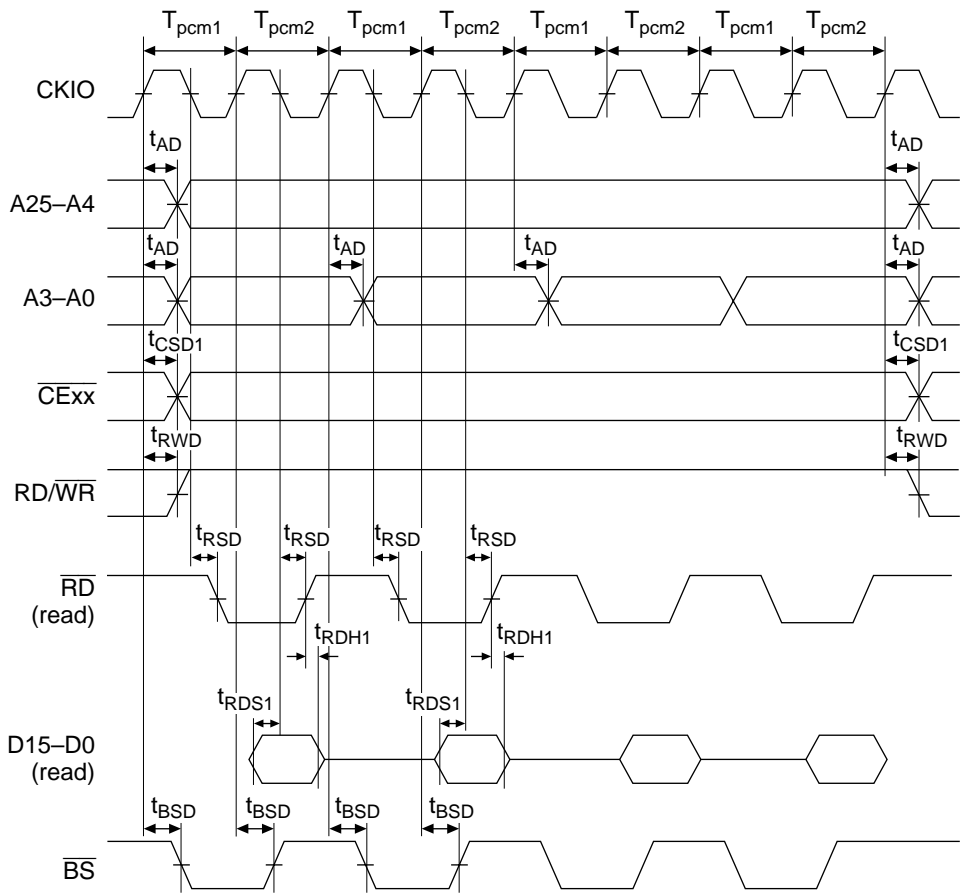 Tpcm1 Tpcm2 Tpcm1 Tpcm2 Tpcm1 Tpcm2 Tpcm1 Tpcm2
CKIO
tAD tAD
A25–A4
tAD tAD tAD tAD
A3–A0
tCSD1 tCSD1
CExx
tRWD tRWD
RD/WR
tRSD tRSD tRSD tRSD
RD
(read)
tRDH1 tRDH1
tRDS1 tRDS1
D15–D0
(read)
tBSD tBSD tBSD tBSD
BS